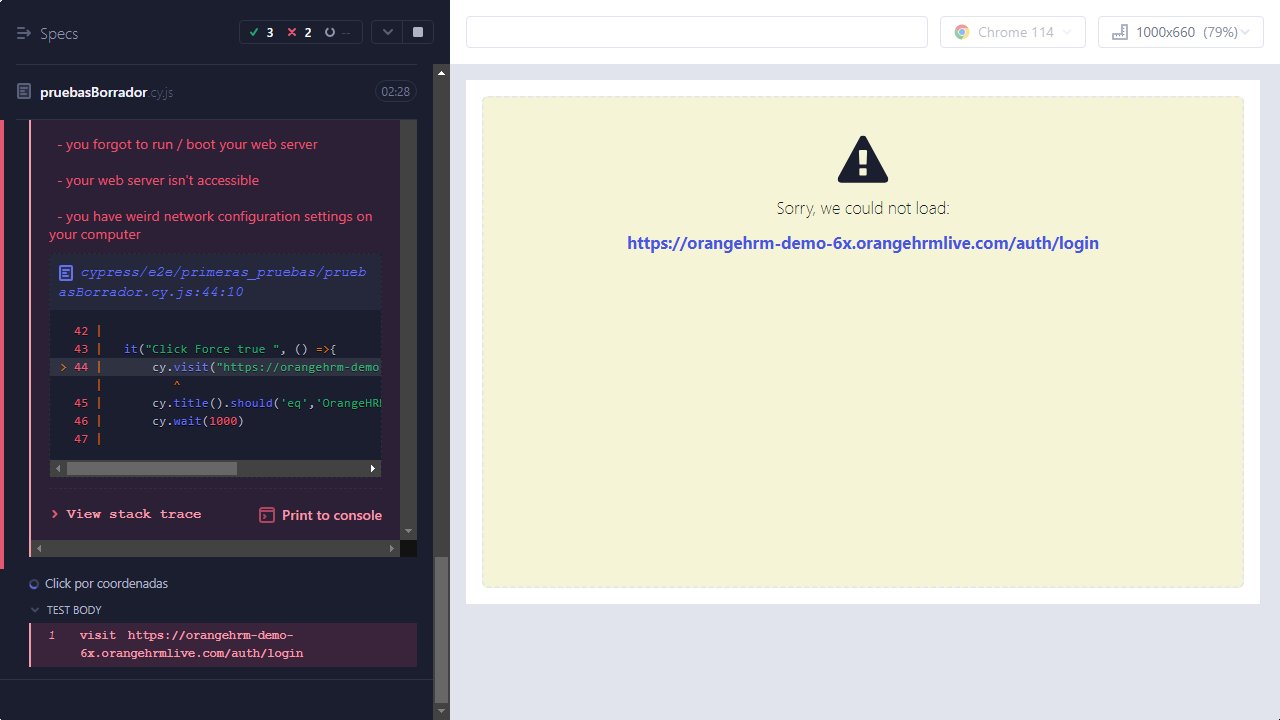 Specs
3
2
--
Chrome 114
1000x660 (79%)
pruebasBorrador.cy.js
02:28
- you forgot to run / boot your web server
- your web server isn't accessible
- you have weird network configuration settings on
your computer
cypress/e2e/primeras_pruebas/prueb
asBorrador.cy.js:44:10
42 |
43 | it("Click Force true ", () =>{
> 44 | cy.visit("https://orangehrm-demo
| ^
45 | cy.title().should('eq','OrangeHR
46 | cy.wait(1000)
47 |
View stack trace
Print to console
Click por coordenadas
TEST BODY
1 visit https://orangehrm-demo-
6x.orangehrmlive.com/auth/login
Sorry, we could not load:
https://orangehrm-demo-6x.orangehrmlive.com/auth/login